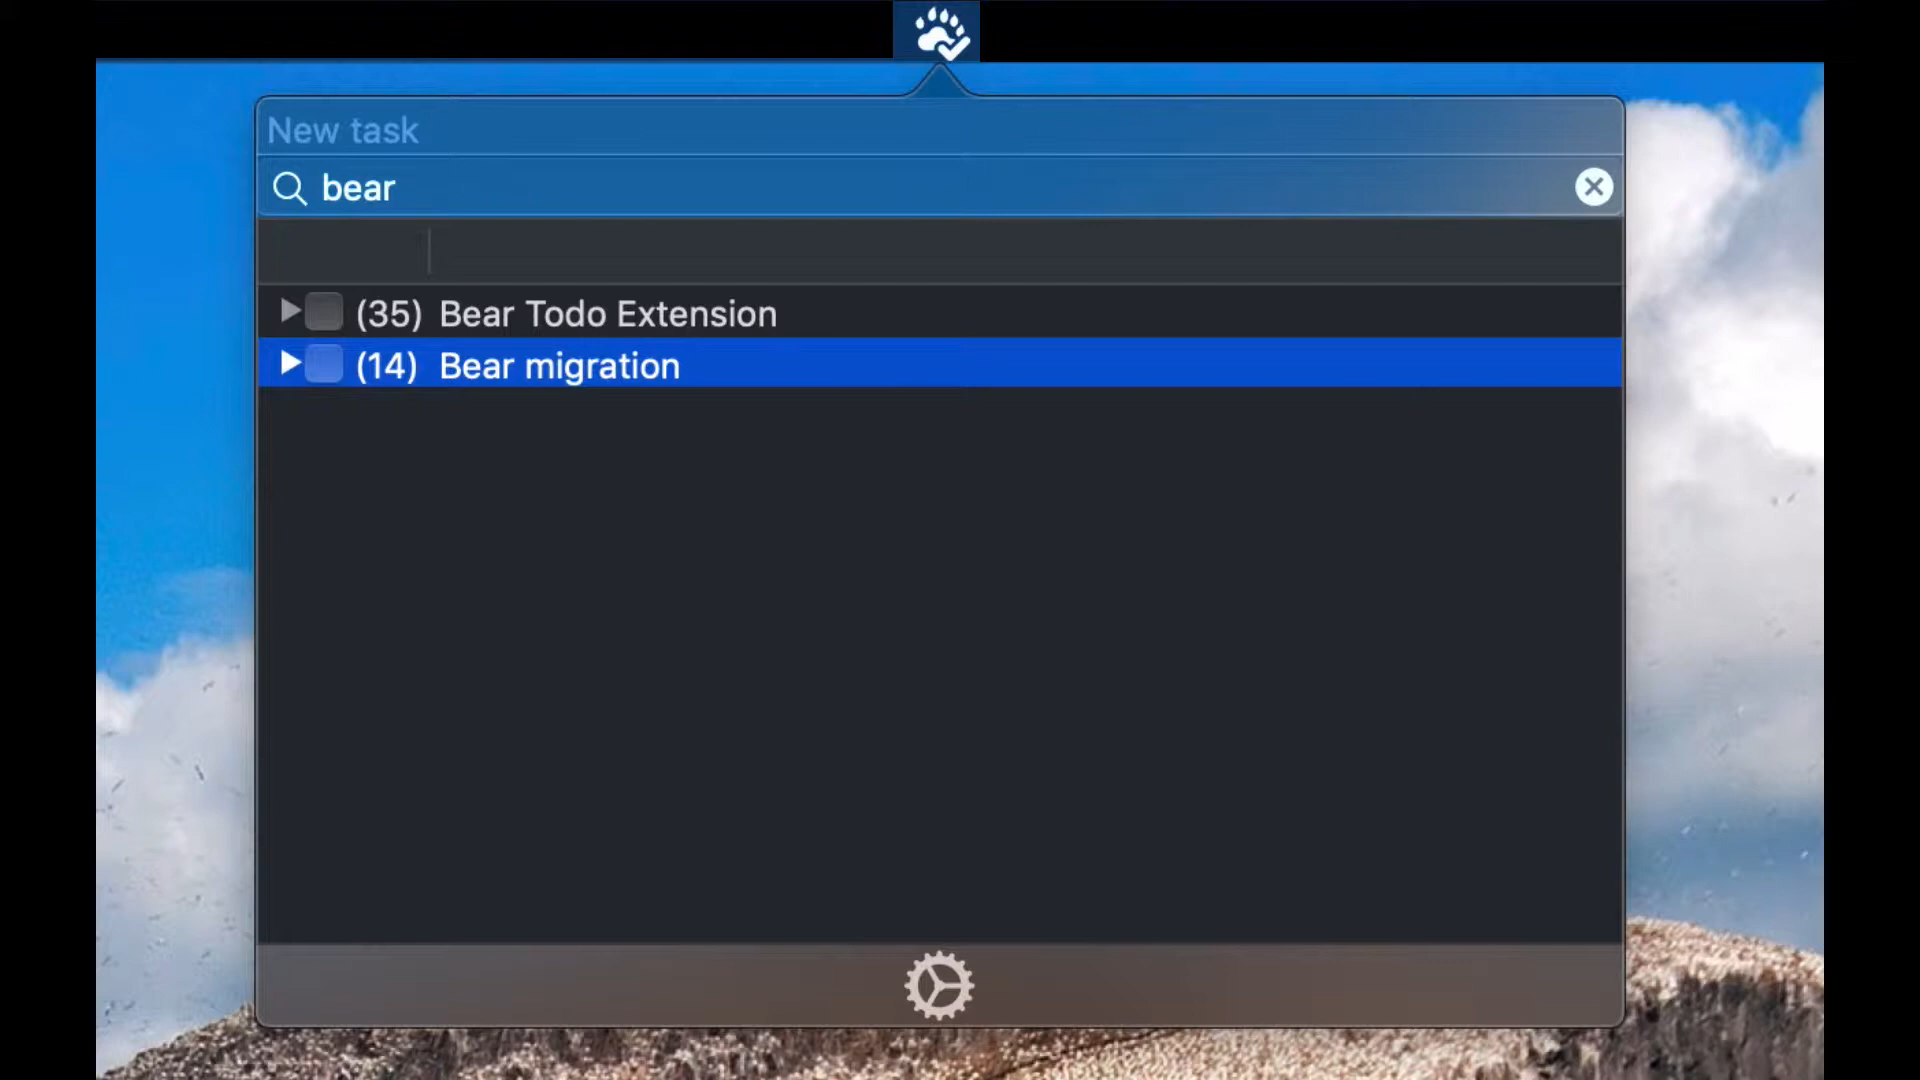 New task
bear
(35) Bear Todo Extension
(14) Bear migration